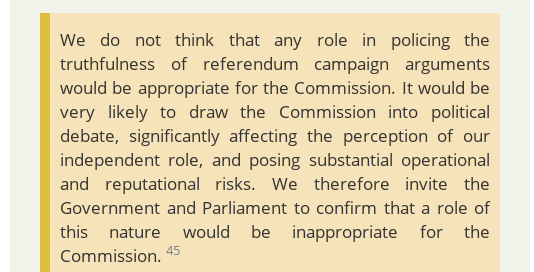 We do not think that any role in policing the
truthfulness of referendum campaign arguments
would be appropriate for the Commission. It would be
very likely to draw the Commission into political
debate, significantly affecting the perception of our
independent role, and posing substantial operational
and reputational risks. We therefore invite the
Government and Parliament to confirm that a role of
this nature would be inappropriate for the
Commission. 45